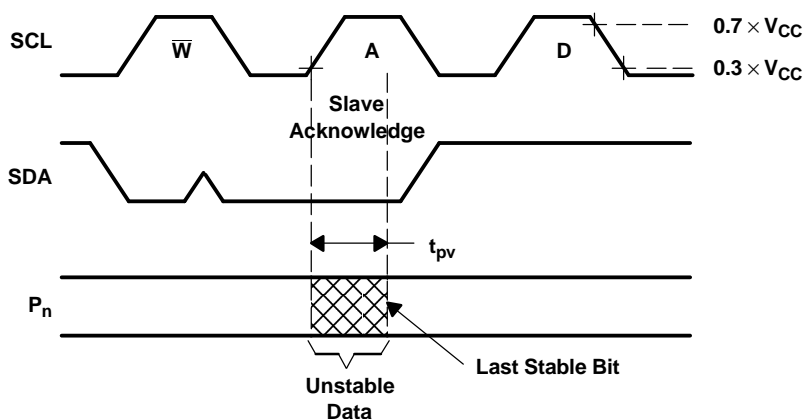 SCL
W̅
A
D
0.7 × VCC
0.3 × VCC
Slave
Acknowledge
SDA
tpv
Pn
Last Stable Bit
Unstable
Data